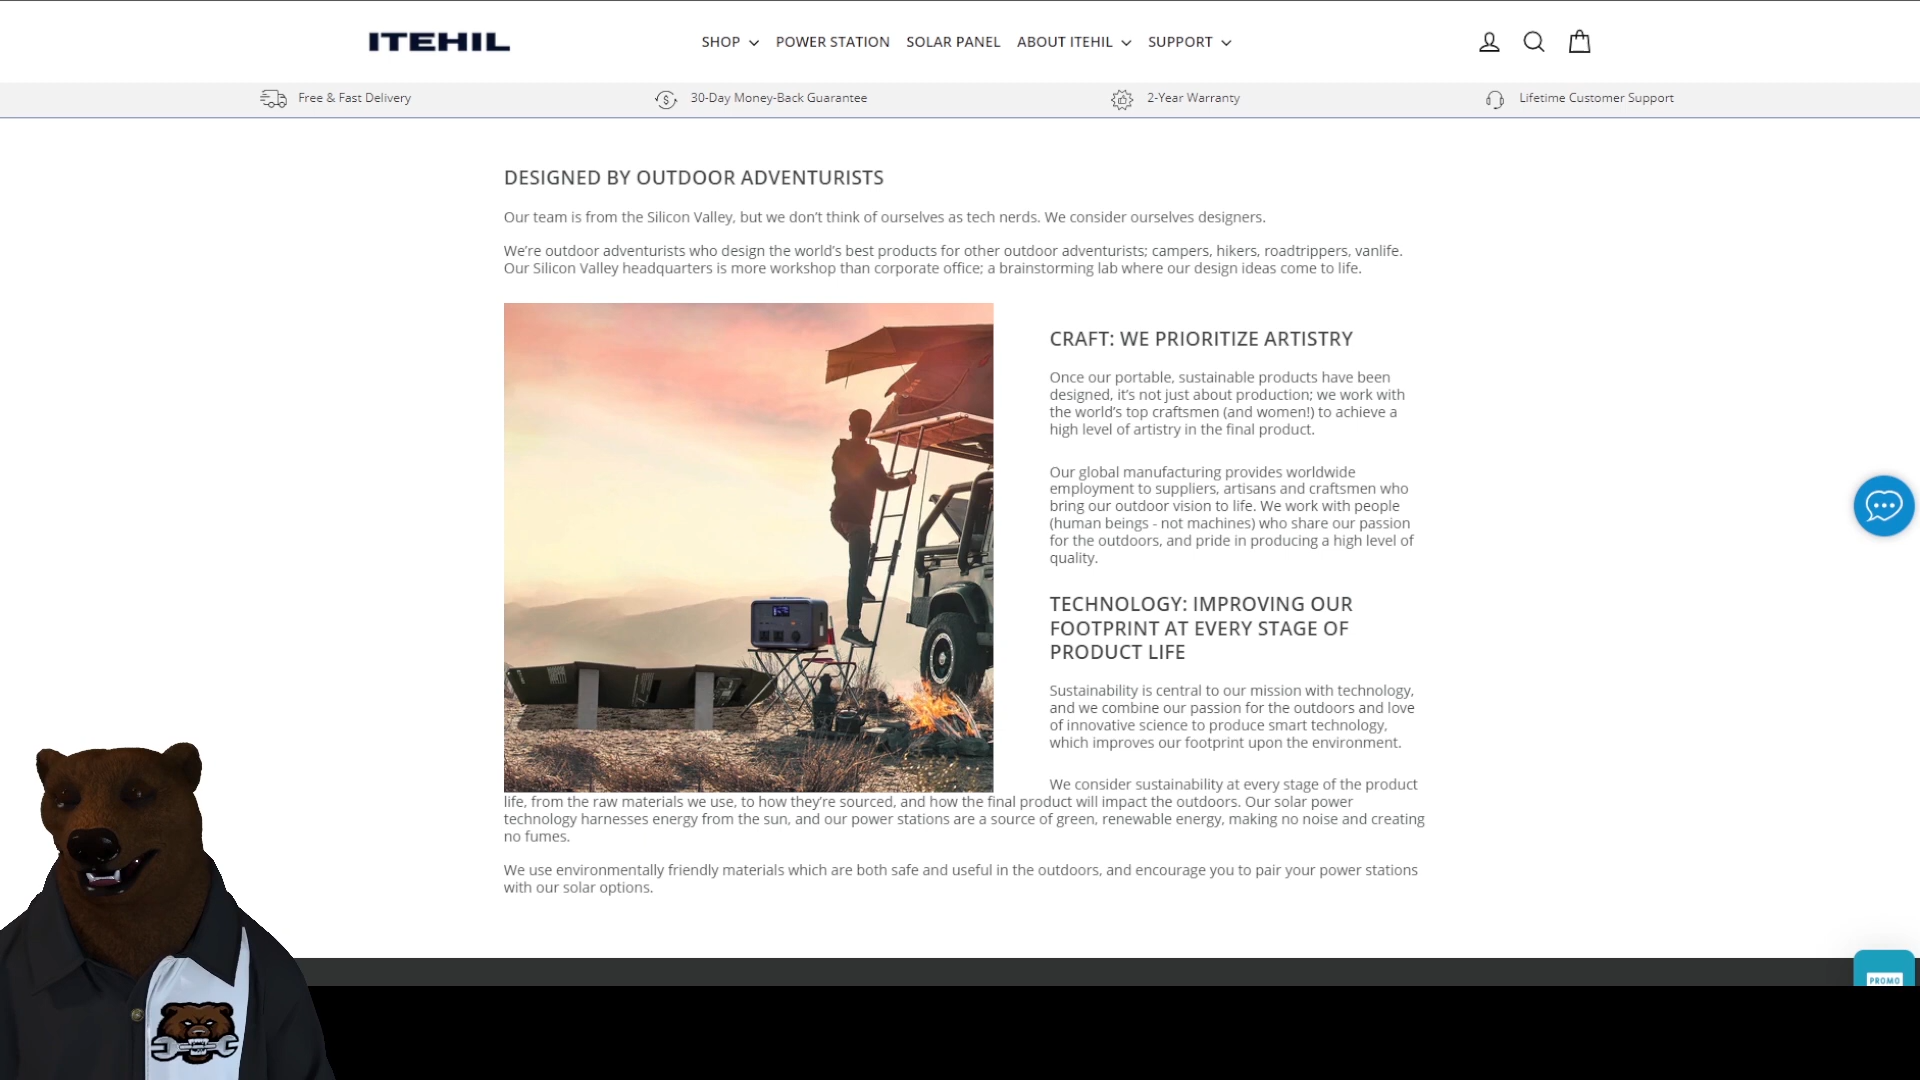 ITEHIL
SHOP
POWER STATION
SOLAR PANEL
ABOUT ITEHIL
SUPPORT
Free & Fast Delivery
30-Day Money-Back Guarantee
2-Year Warranty
Lifetime Customer Support
DESIGNED BY OUTDOOR ADVENTURISTS
Our team is from the Silicon Valley, but we don’t think of ourselves as tech nerds. We consider ourselves designers.
We’re outdoor adventurists who design the world’s best products for other outdoor adventurists; campers, hikers, roadtrippers, vanlife.
Our Silicon Valley headquarters is more workshop than corporate office; a brainstorming lab where our design ideas come to life.
CRAFT: WE PRIORITIZE ARTISTRY
Once our portable, sustainable products have been
designed, it’s not just about production; we work with
the world’s top craftsmen (and women!) to achieve a
high level of artistry in the final product.
Our global manufacturing provides worldwide
employment to suppliers, artisans and craftsmen who
bring our outdoor vision to life. We work with people
(human beings - not machines) who share our passion
for the outdoors, and pride in producing a high level of
quality.
TECHNOLOGY: IMPROVING OUR
FOOTPRINT AT EVERY STAGE OF
PRODUCT LIFE
Sustainability is central to our mission with technology,
and we combine our passion for the outdoors and love
of innovative science to produce smart technology,
which improves our footprint upon the environment.
We consider sustainability at every stage of the product
life, from the raw materials we use, to how they’re sourced, and how the final product will impact the outdoors. Our solar power
technology harnesses energy from the sun, and our power stations are a source of green, renewable energy, making no noise and creating
no fumes.
We use environmentally friendly materials which are both safe and useful in the outdoors, and encourage you to pair your power stations
with our solar options.
PROMO